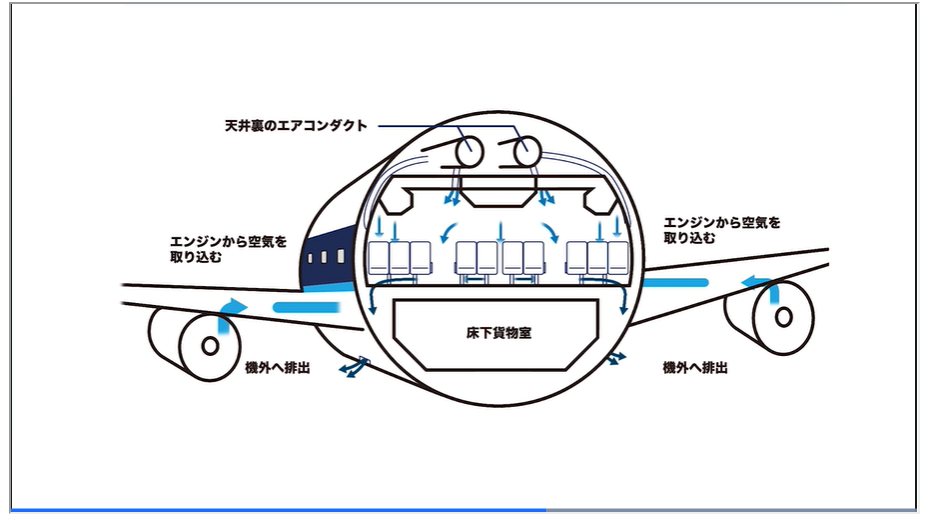 天井裏のエアコンダクト
エンジンから空気を
取り込む
エンジンから空気を
取り込む
床下貨物室
機外へ排出
機外へ排出